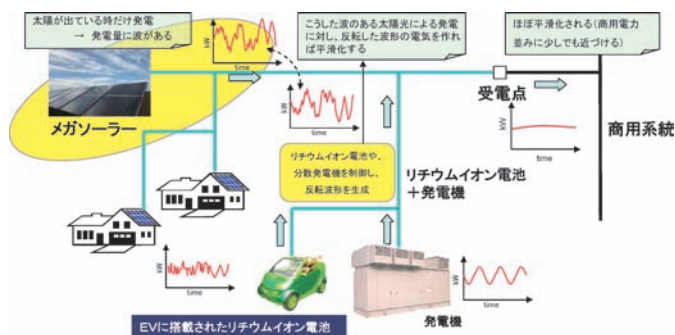 太陽が出ている時だけ発電
→ 発電量に波がある
kW
time
こうした波のある太陽光による発電
に対し、反転した波形の電気を作れ
ば平滑化する
ほぼ平滑化される(商用電力
並みに少しでも近づける)
メガソーラー
kW
time
受電点
kW
time
商用系統
リチウムイオン電池や、
分散発電機を制御し、
反転波形を生成
リチウムイオン電池
+発電機
kW
time
kW
time
EVに搭載されたリチウムイオン電池
発電機